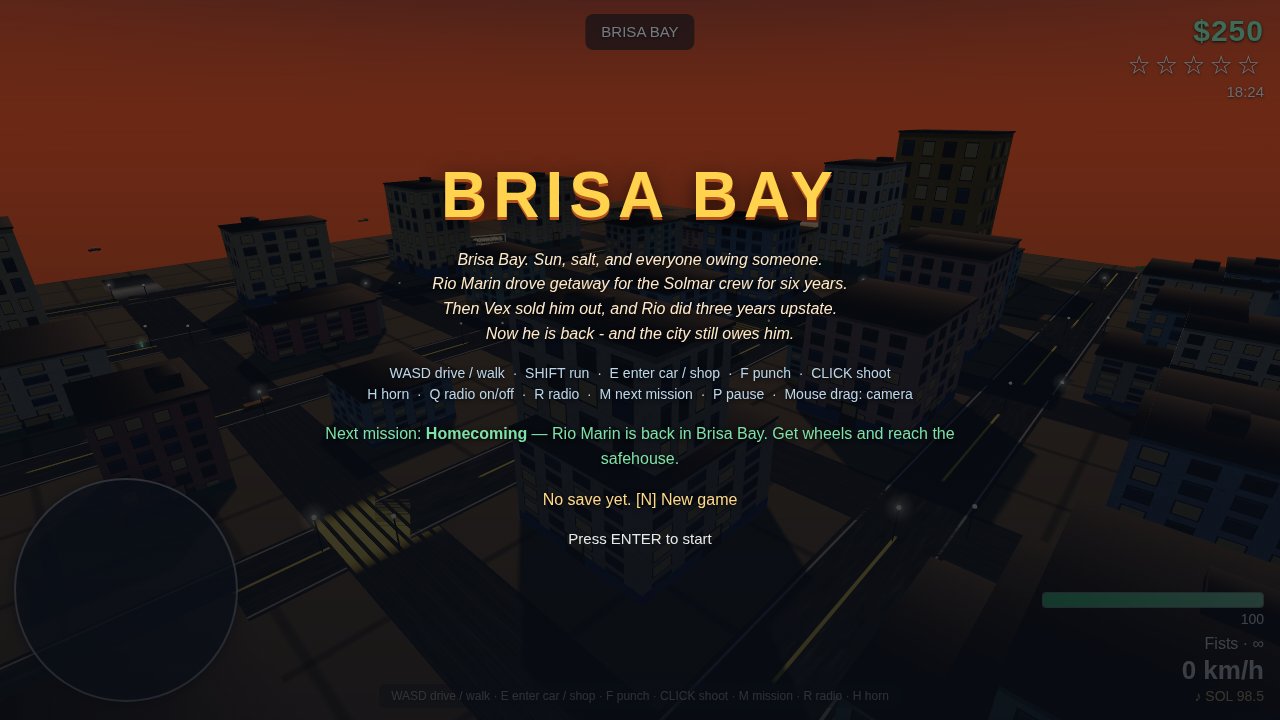 BRISA BAY
$250
☆☆☆☆☆
18:24
BRISA BAY
Brisa Bay. Sun, salt, and everyone owing someone.
Rio Marin drove getaway for the Solmar crew for six years.
Then Vex sold him out, and Rio did three years upstate.
Now he is back - and the city still owes him.
WASD drive / walk · SHIFT run · E enter car / shop · F punch · CLICK shoot
H horn · Q radio on/off · R radio · M next mission · P pause · Mouse drag: camera
Next mission: Homecoming — Rio Marin is back in Brisa Bay. Get wheels and reach the
safehouse.
No save yet. [N] New game
Press ENTER to start
100
Fists · ∞
0 km/h
♪ SOL 98.5
WASD drive / walk · E enter car / shop · F punch · CLICK shoot · M mission · R radio · H horn